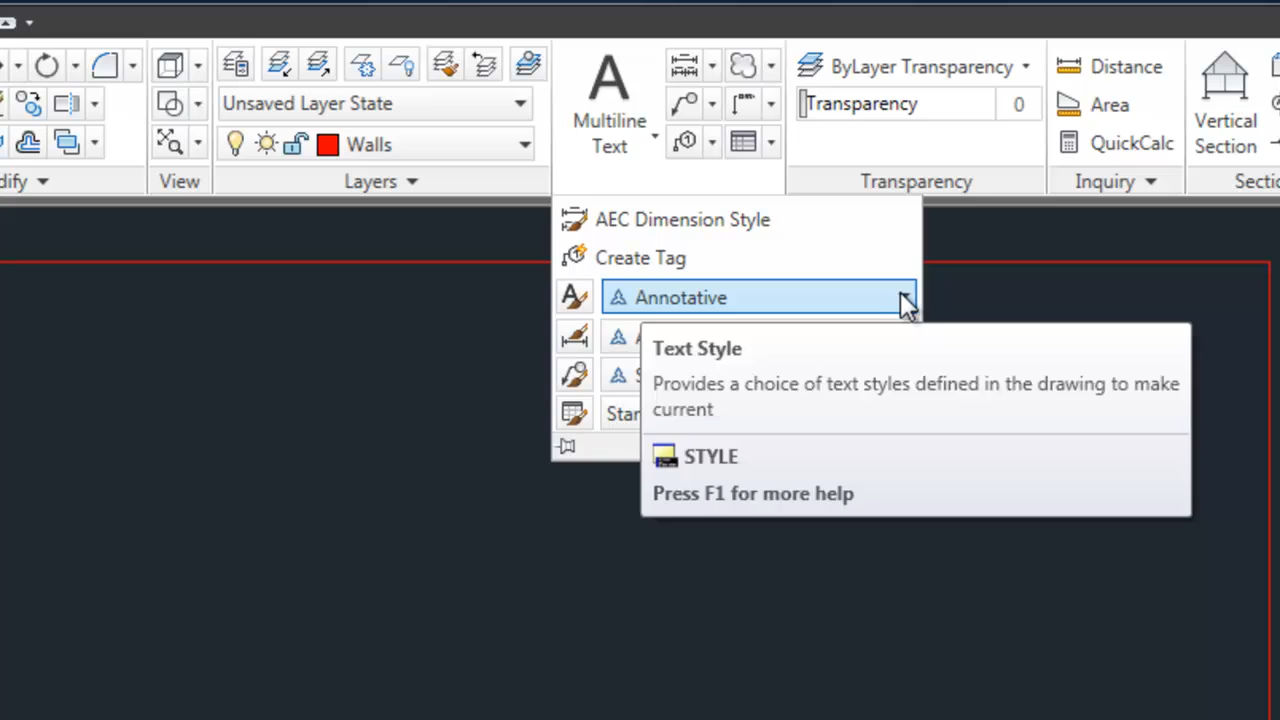 ByLayer Transparency
Distance
Unsaved Layer State
Transparency
0
Area
Multiline
Text
Vertical
Section
Walls
QuickCalc
dify
View
Layers
Transparency
Inquiry
Sectio
AEC Dimension Style
Create Tag
Annotative
Text Style
Provides a choice of text styles defined in the drawing to make
current
Star
STYLE
Press F1 for more help